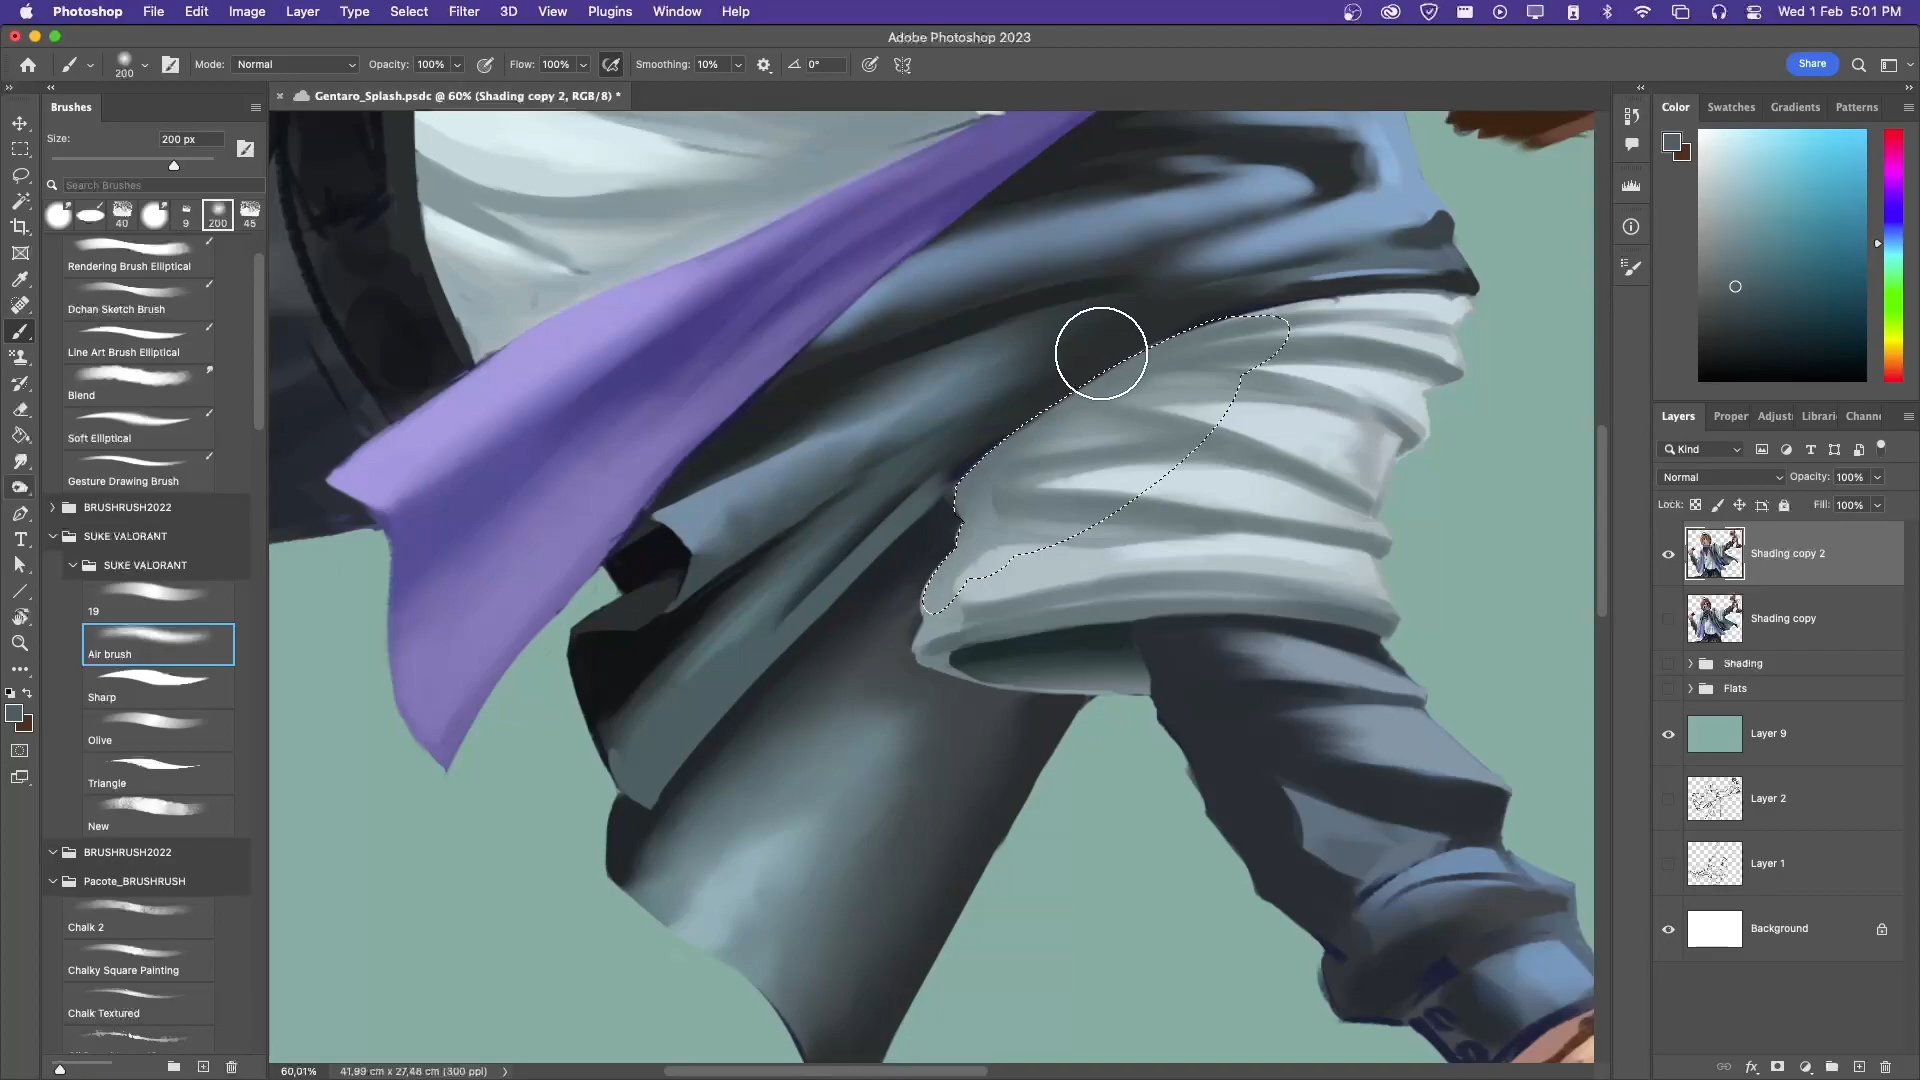 Photoshop File Edit Image Layer Type Select Filter 3D View Plugins Window Help Wed 1 Feb 5:01 PM
Adobe Photoshop 2023
200 Mode: Normal Opacity: 100% Flow: 100% Smoothing: 10% 0° Share
Brushes
Gentaro_Splash.psdc @ 60% (Shading copy 2, RGB/8) *
Size: 200 px
Search Brushes
40 9 200 45
Rendering Brush Elliptical
Dchan Sketch Brush
Line Art Brush Elliptical
Blend
Soft Elliptical
Gesture Drawing Brush
BRUSHRUSH2022
SUKE VALORANT
SUKE VALORANT
19
Air brush
Sharp
Olive
Triangle
New
BRUSHRUSH2022
Pacote_BRUSHRUSH
Chalk 2
Chalky Square Painting
Chalk Textured
60,01% 41,99 cm x 27,48 cm (300 ppi)
Color Swatches Gradients Patterns
Layers Proper Adjust Librari Chann
Kind
Normal Opacity: 100%
Lock: Fill: 100%
Shading copy 2
Shading copy
Shading
Flats
Layer 9
Layer 2
Layer 1
Background